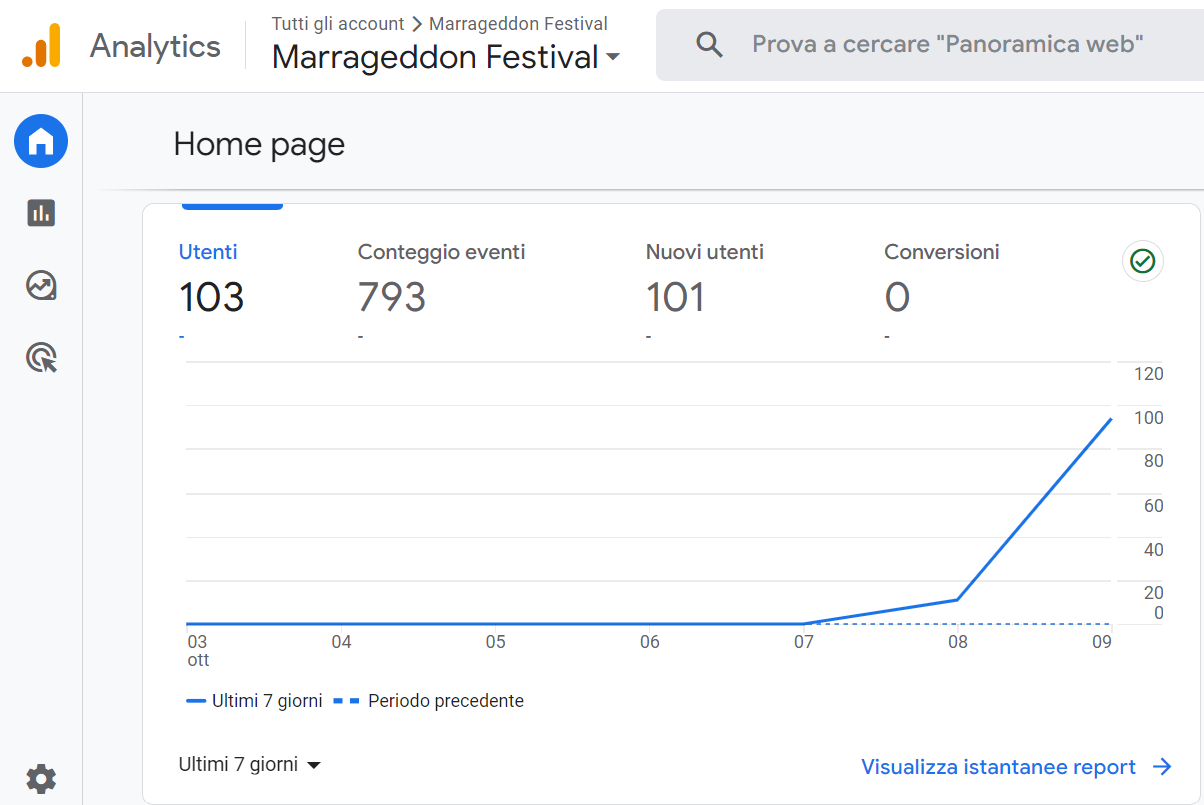 Analytics
Tutti gli account > Marrageddon Festival
Marrageddon Festival
Prova a cercare "Panoramica web"
Home page
Utenti Conteggio eventi Nuovi utenti Conversioni
103 793 101 0
- - - -
120
100
80
60
40
20
0
03 04 05 06 07 08 09
ott
Ultimi 7 giorni Periodo precedente
Ultimi 7 giorni
Visualizza istantanee report